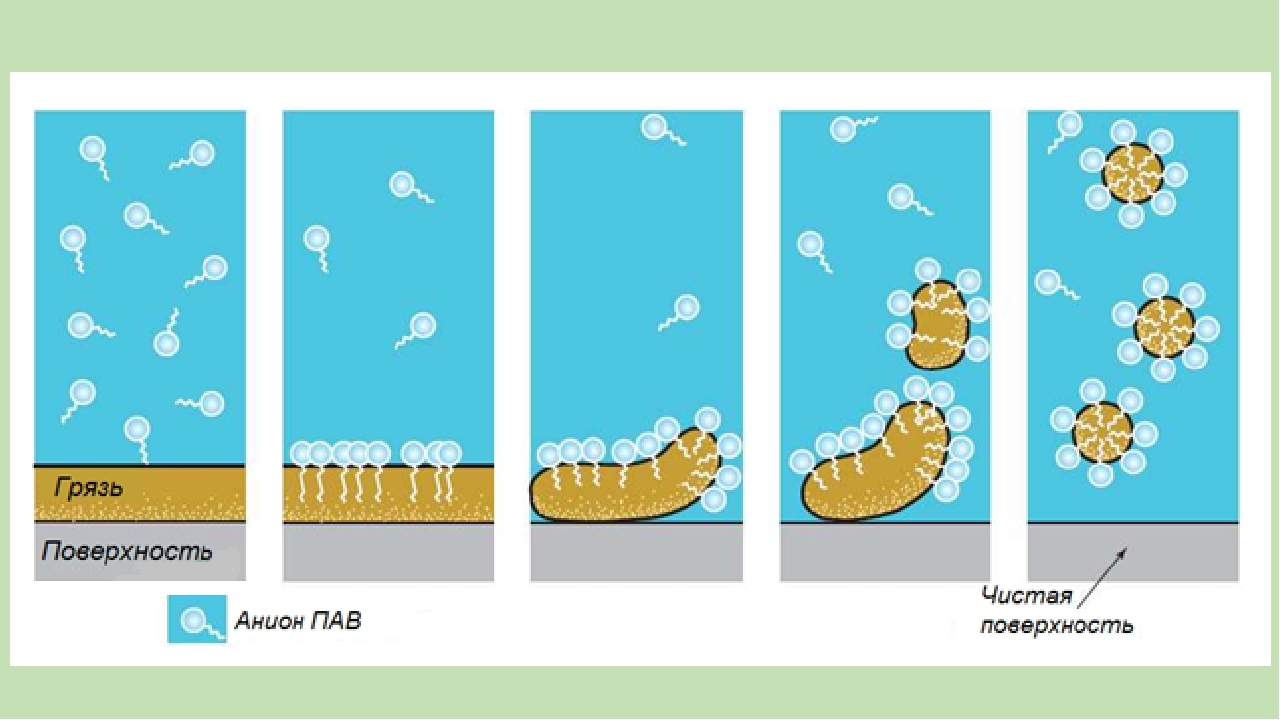 Грязь
Поверхность
Анион ПАВ
Чистая
поверхность